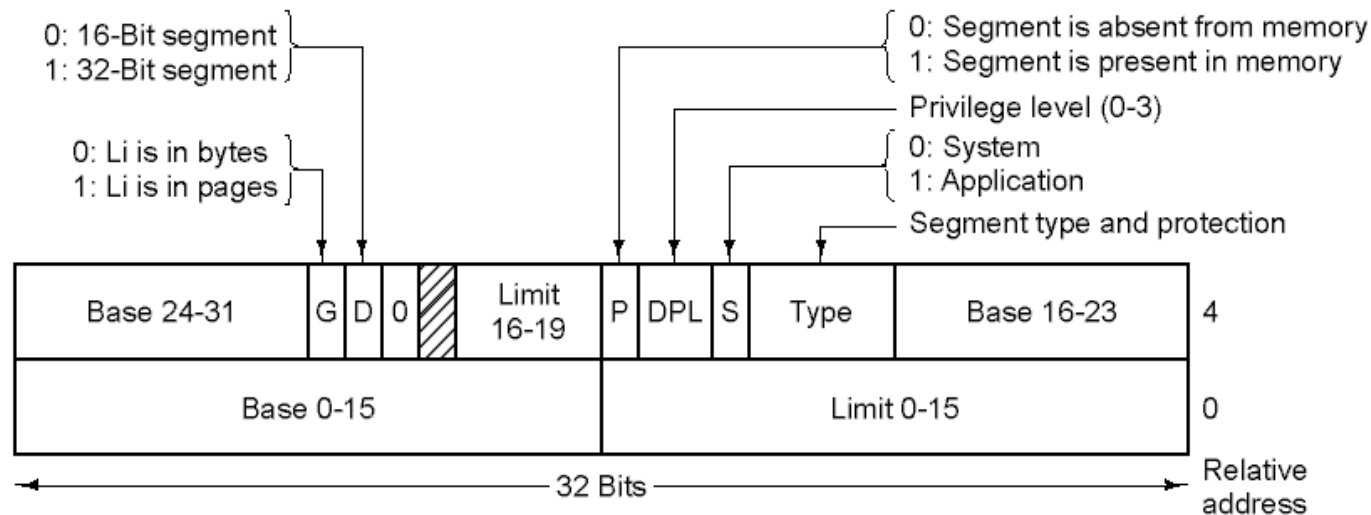 0: 16-Bit segment
1: 32-Bit segment
0: Li is in bytes
1: Li is in pages
0: Segment is absent from memory
1: Segment is present in memory
Privilege level (0-3)
0: System
1: Application
Segment type and protection
Base 24-31 G D 0 Limit 16-19 P DPL S Type Base 16-23 4
Base 0-15 Limit 0-15 0
32 Bits
Relative
address